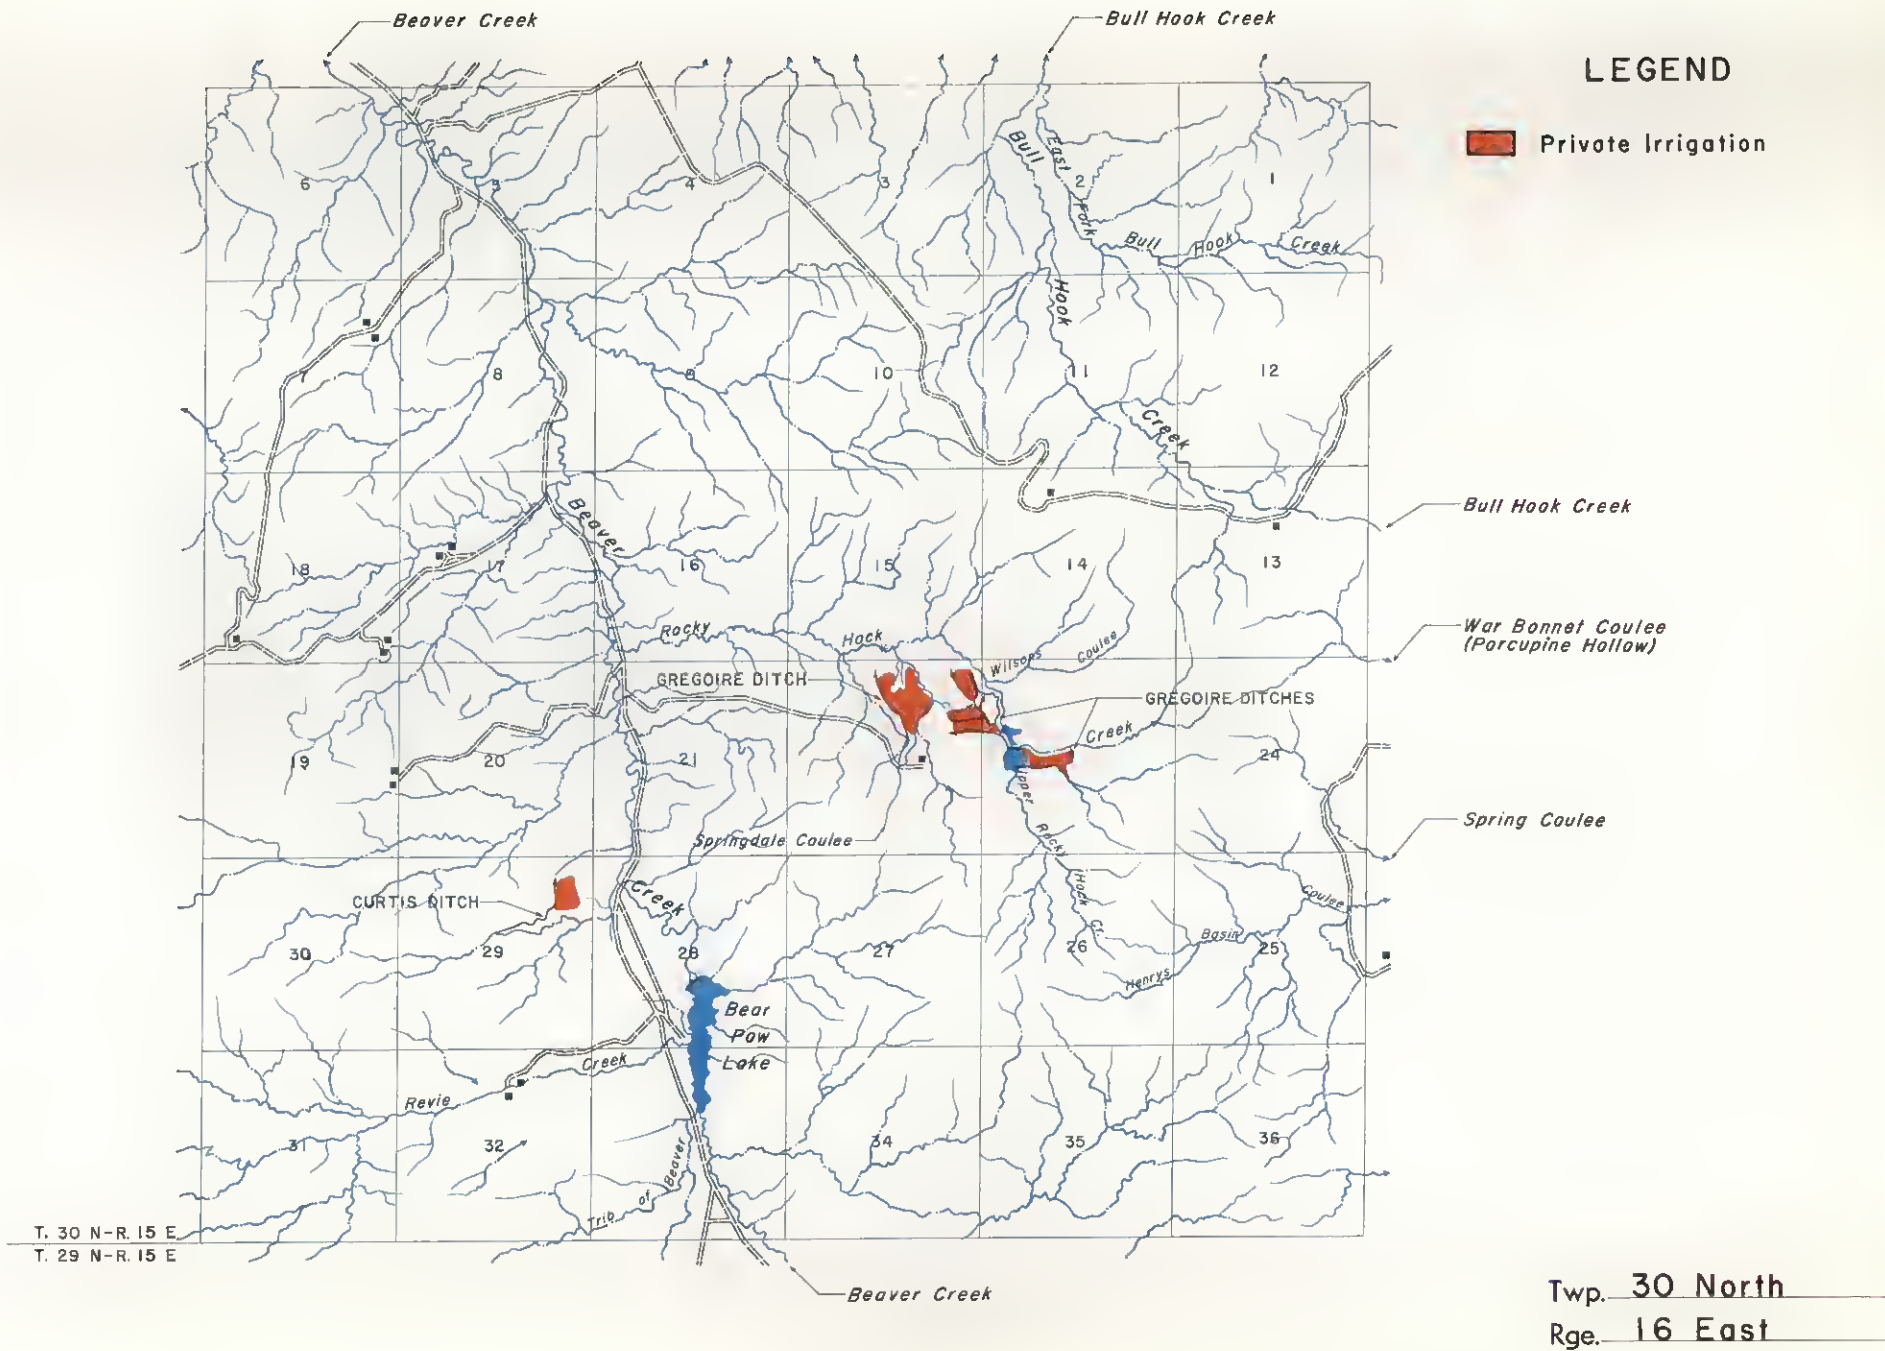 Beaver Creek
Bull Hook Creek
LEGEND
Private Irrigation
6
5
4
3
2
1
Bull
Hook
Creek
East
Fork
Bull
Hook
Creek
7
8
9
10
11
12
Bull Hook Creek
18
17
16
15
14
13
Beaver
Creek
War Bonnet Coulee
(Porcupine Hollow)
Rocky
Hock
Creek
Wilsons
Coulee
GREGOIRE DITCH
GREGOIRE DITCHES
19
20
21
24
Upper
Rocky
Hock
Cr.
Springdale Coulee
Spring Coulee
CURTIS DITCH
30
29
28
27
26
25
Henrys
Basin
Coulee
Bear
Paw
Lake
Revie
Creek
31
32
34
35
36
Trib of Beaver
T. 30 N-R. 15 E.
T. 29 N-R. 15 E
Beaver Creek
Twp. 30 North
Rge. 16 East